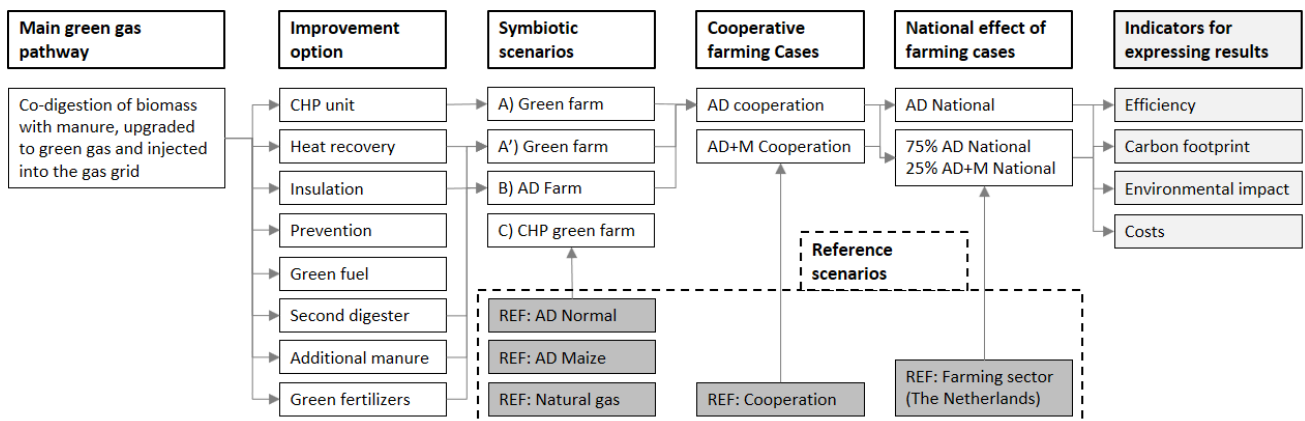 Main green gas
pathway
Co-digestion of biomass
with manure, upgraded
to green gas and injected
into the gas grid
Improvement
option
CHP unit
Heat recovery
Insulation
Prevention
Green fuel
Second digester
Additional manure
Green fertilizers
Symbiotic
scenarios
A) Green farm
A’) Green farm
B) AD Farm
C) CHP green farm
REF: AD Normal
REF: AD Maize
REF: Natural gas
Cooperative
farming Cases
AD cooperation
AD+M Cooperation
REF: Cooperation
National effect of
farming cases
AD National
75% AD National
25% AD+M National
Reference
scenarios
REF: Farming sector
(The Netherlands)
Indicators for
expressing results
Efficiency
Carbon footprint
Environmental impact
Costs